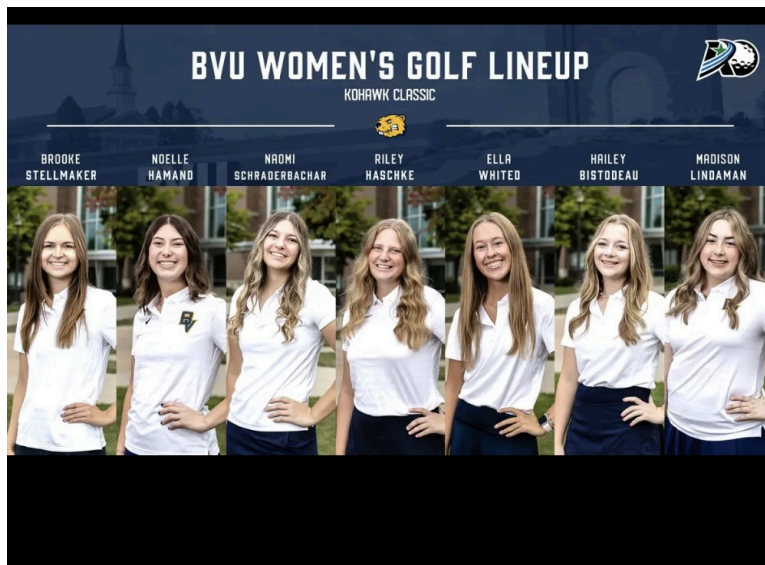 BVU WOMEN'S GOLF LINEUP
KOHAWK CLASSIC
BROOKE
STELLMAKER
NOELLE
HAMAND
NAOMI
SCHRADERBACHAR
RILEY
HASCHKE
ELLA
WHITED
HAILEY
BISTODEAU
MADISON
LINDAMAN
BV